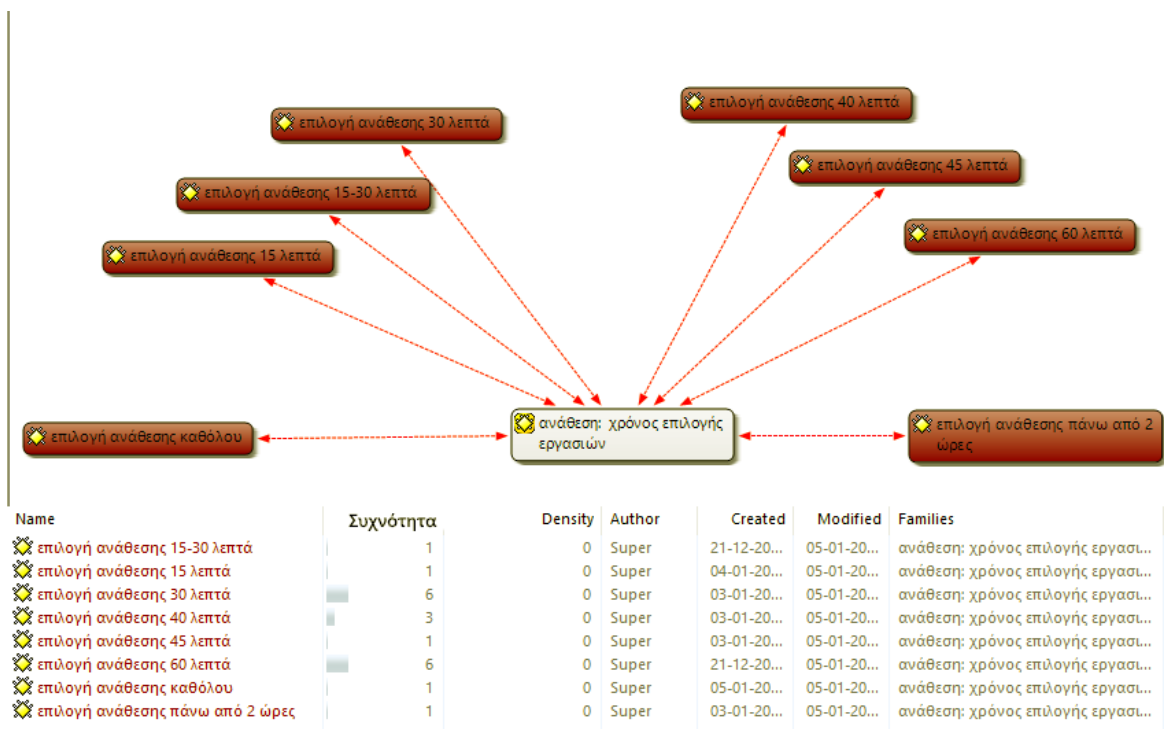 επιλογή ανάθεσης 40 λεπτά
επιλογή ανάθεσης 30 λεπτά
επιλογή ανάθεσης 45 λεπτά
επιλογή ανάθεσης 15-30 λεπτά
επιλογή ανάθεσης 60 λεπτά
επιλογή ανάθεσης 15 λεπτά
επιλογή ανάθεσης καθόλου
ανάθεση: χρόνος επιλογής
εργασιών
επιλογή ανάθεσης πάνω από 2
ώρες
Name Συχνότητα Density Author Created Modified Families
επιλογή ανάθεσης 15-30 λεπτά 1 0 Super 21-12-20... 05-01-20... ανάθεση: χρόνος επιλογής εργασι...
επιλογή ανάθεσης 15 λεπτά 1 0 Super 04-01-20... 05-01-20... ανάθεση: χρόνος επιλογής εργασι...
επιλογή ανάθεσης 30 λεπτά 6 0 Super 03-01-20... 05-01-20... ανάθεση: χρόνος επιλογής εργασι...
επιλογή ανάθεσης 40 λεπτά 3 0 Super 03-01-20... 05-01-20... ανάθεση: χρόνος επιλογής εργασι...
επιλογή ανάθεσης 45 λεπτά 1 0 Super 03-01-20... 05-01-20... ανάθεση: χρόνος επιλογής εργασι...
επιλογή ανάθεσης 60 λεπτά 6 0 Super 21-12-20... 05-01-20... ανάθεση: χρόνος επιλογής εργασι...
επιλογή ανάθεσης καθόλου 1 0 Super 05-01-20... 05-01-20... ανάθεση: χρόνος επιλογής εργασι...
επιλογή ανάθεσης πάνω από 2 ώρες 1 0 Super 03-01-20... 05-01-20... ανάθεση: χρόνος επιλογής εργασι...